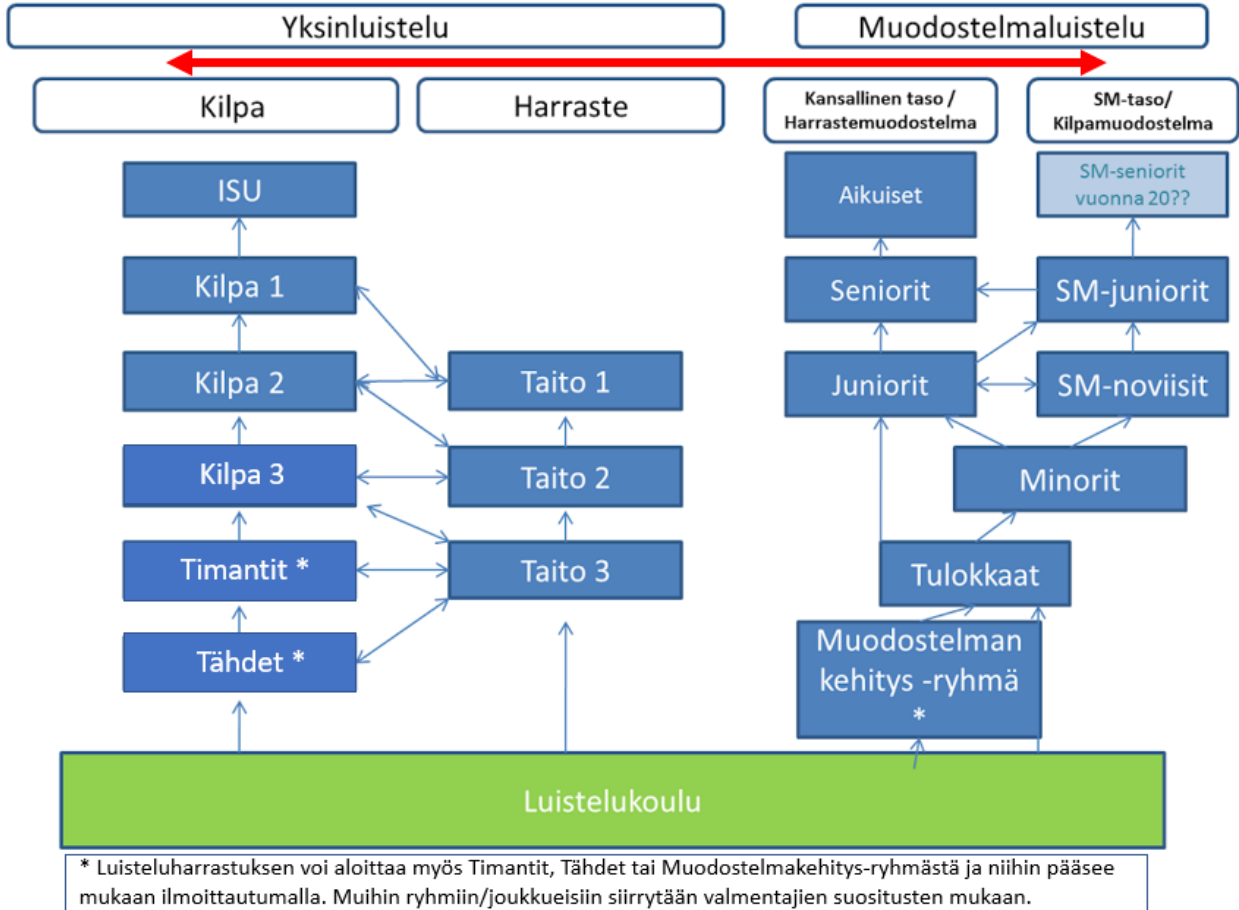 Yksinluistelu
Muodostelmaluistelu
Kilpa
Harraste
Kansallinen taso /
Harrastemuodostelma
SM-taso/
Kilpamuodostelma
ISU
Kilpa 1
Kilpa 2
Kilpa 3
Timantit *
Tähdet *
Taito 1
Taito 2
Taito 3
Aikuiset
SM-seniorit
vuonna 20??
Seniorit
SM-juniorit
Juniorit
SM-noviisit
Minorit
Tulokkaat
Muodostelman
kehitys -ryhmä
*
Luistelukoulu
* Luisteluharrastuksen voi aloittaa myös Timantit, Tähdet tai Muodostelmakehitys-ryhmästä ja niihin pääsee
mukaan ilmoittautumalla. Muihin ryhmiin/joukkueisiin siirrytään valmentajien suositusten mukaan.